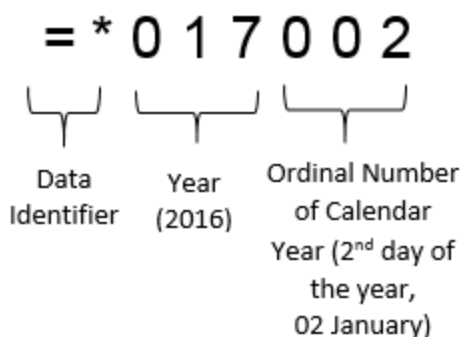 = * 0 1 7 0 0 2
Data
Identifier
Year
(2016)
Ordinal Number
of Calendar
Year (2nd day of
the year,
02 January)